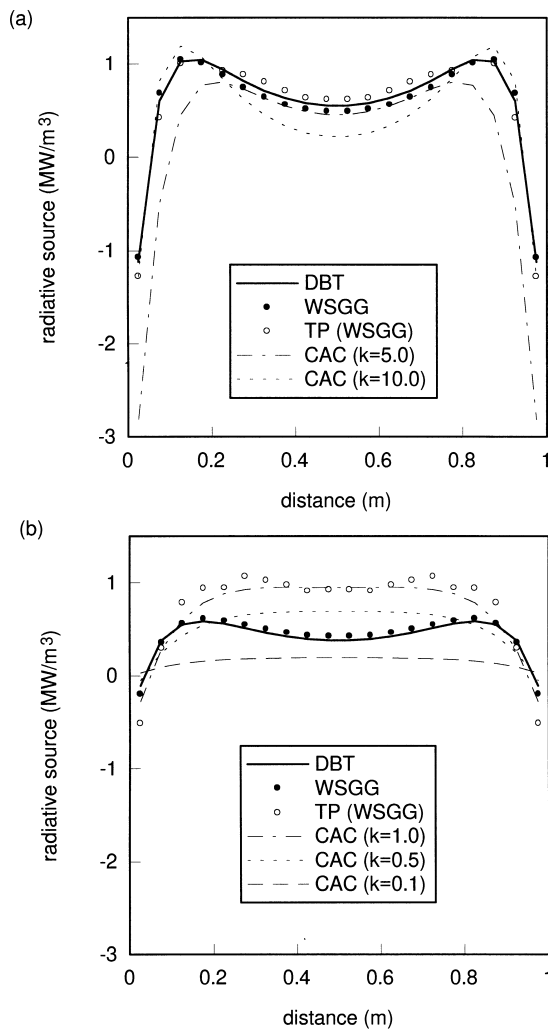 (a)
radiative source (MW/m³)
1
0
-1
-2
-3
DBT
WSGG
TP (WSGG)
CAC (k=5.0)
CAC (k=10.0)
0
0.2
0.4
0.6
0.8
1
distance (m)
(b)
radiative source (MW/m³)
1
0
-1
-2
-3
DBT
WSGG
TP (WSGG)
CAC (k=1.0)
CAC (k=0.5)
CAC (k=0.1)
0
0.2
0.4
0.6
0.8
1
distance (m)